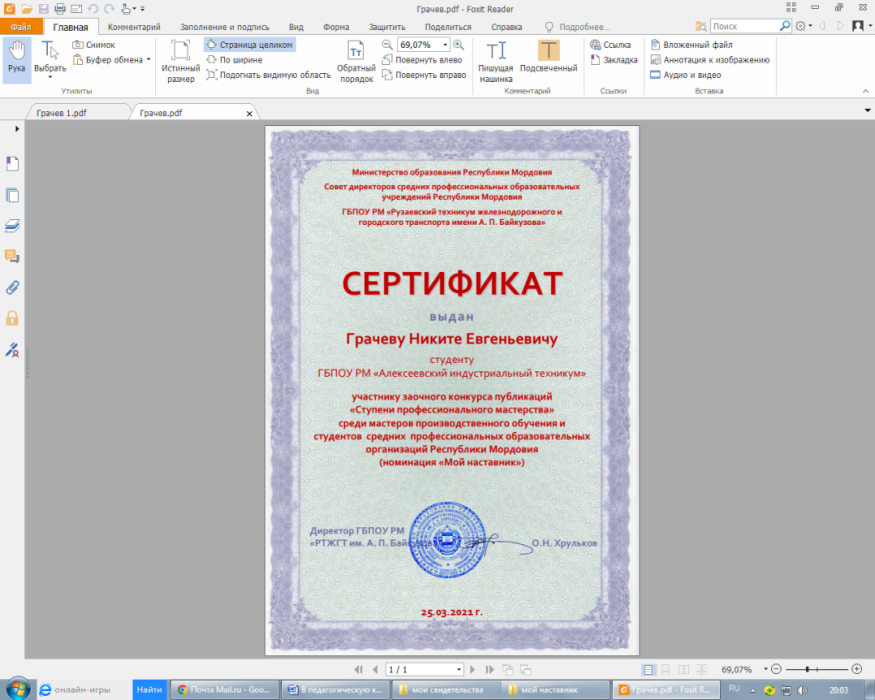 Грачев.pdf - Foxit Reader
Файл Главная Комментарий Заполнение и подпись Вид Форма Защитить Поделиться Справка Подробнее... Поиск
Рука
Выбрать
Снимок
Буфер обмена
Утилиты
Истинный размер
Страница целиком
По ширине
Подогнать видимую область
Обратный порядок
69,07%
Повернуть влево
Повернуть вправо
Вид
Пишущая машинка
Подсвеченный
Комментарий
Ссылка
Закладка
Ссылки
Вложенный файл
Аннотация к изображению
Аудио и видео
Вставка
Грачев 1.pdf Грачев.pdf
Министерство образования Республики Мордовия
Совет директоров средних профессиональных образовательных
учреждений Республики Мордовия
ГБПОУ РМ «Рузаевский техникум железнодорожного и
городского транспорта имени А. П. Байкузова»
СЕРТИФИКАТ
выдан
Грачеву Никите Евгеньевичу
студенту
ГБПОУ РМ «Алексеевский индустриальный техникум»
участнику заочного конкурса публикаций
«Ступени профессионального мастерства»
среди мастеров производственного обучения и
студентов средних профессиональных образовательных
организаций Республики Мордовия
(номинация «Мой наставник»)
Директор ГБПОУ РМ
«РТЖГТ им. А. П. Байкузова» О.Н. Хрульков
25.03.2021 г.
1 / 1 69,07%
онлайн-игры Найти Почта Mail.ru - Goo... В педагогическую к... мои свидетельства мой наставник Грачев.pdf - Foxit R... RU 20:03